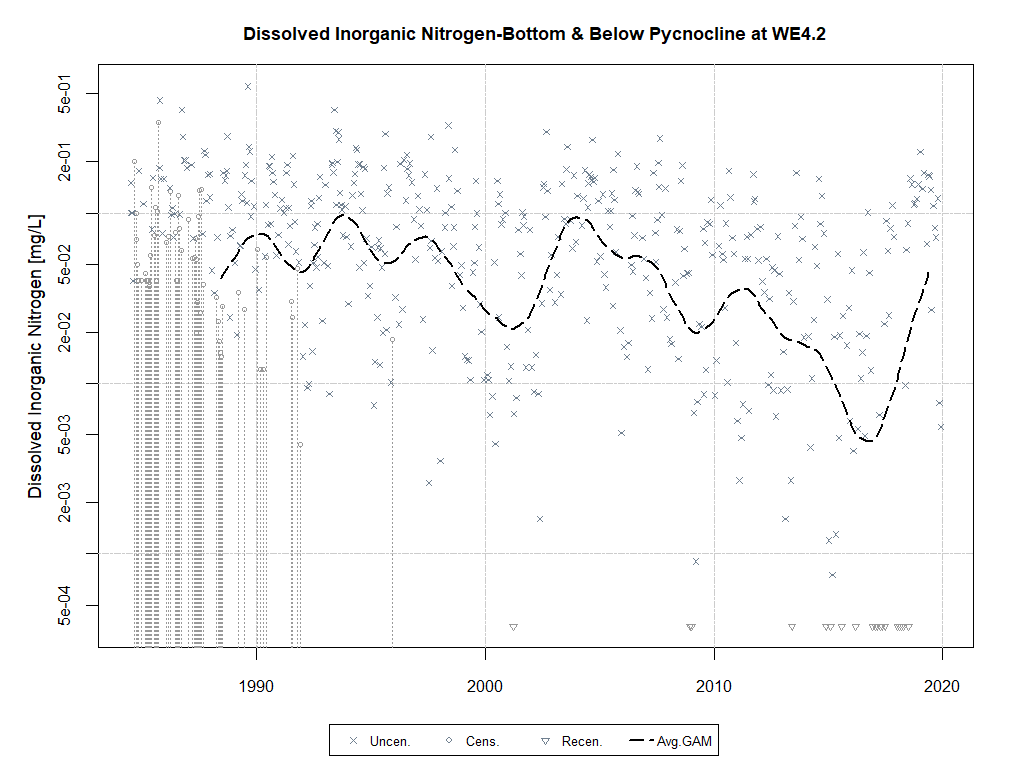 Dissolved Inorganic Nitrogen-Bottom & Below Pycnocline at WE4.2
Dissolved Inorganic Nitrogen [mg/L]
5e-01
2e-01
5e-02
2e-02
5e-03
2e-03
5e-04
1990
2000
2010
2020
Uncen.
Cens.
Recen.
Avg.GAM